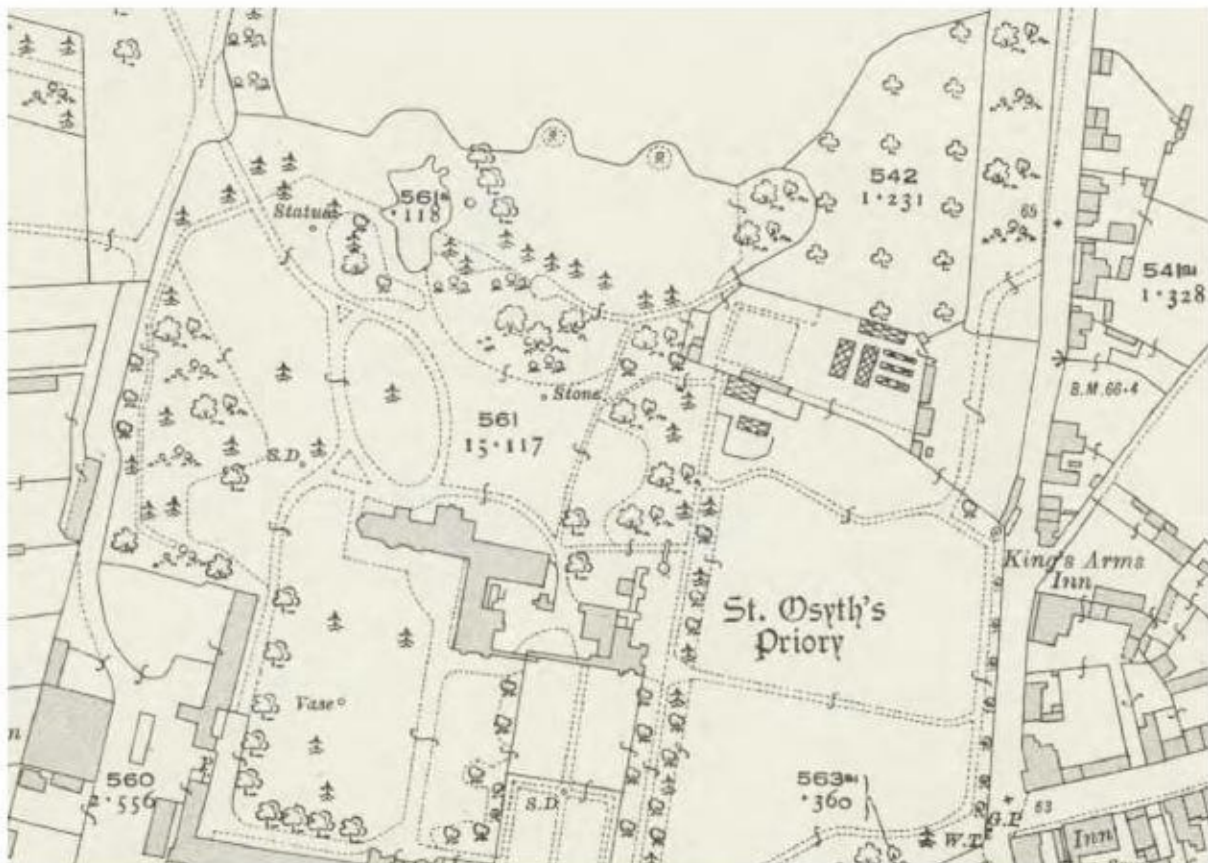 561a
·118
Statue
542
1·231
65
541a
1·328
B.M. 66·4
Stone
561
15·117
S.D.
King's Arms
Inn
St. Osyth's
Priory
Vase
560
2·556
S.D.
563a
·360
63
G.P.
W.T.
Inn